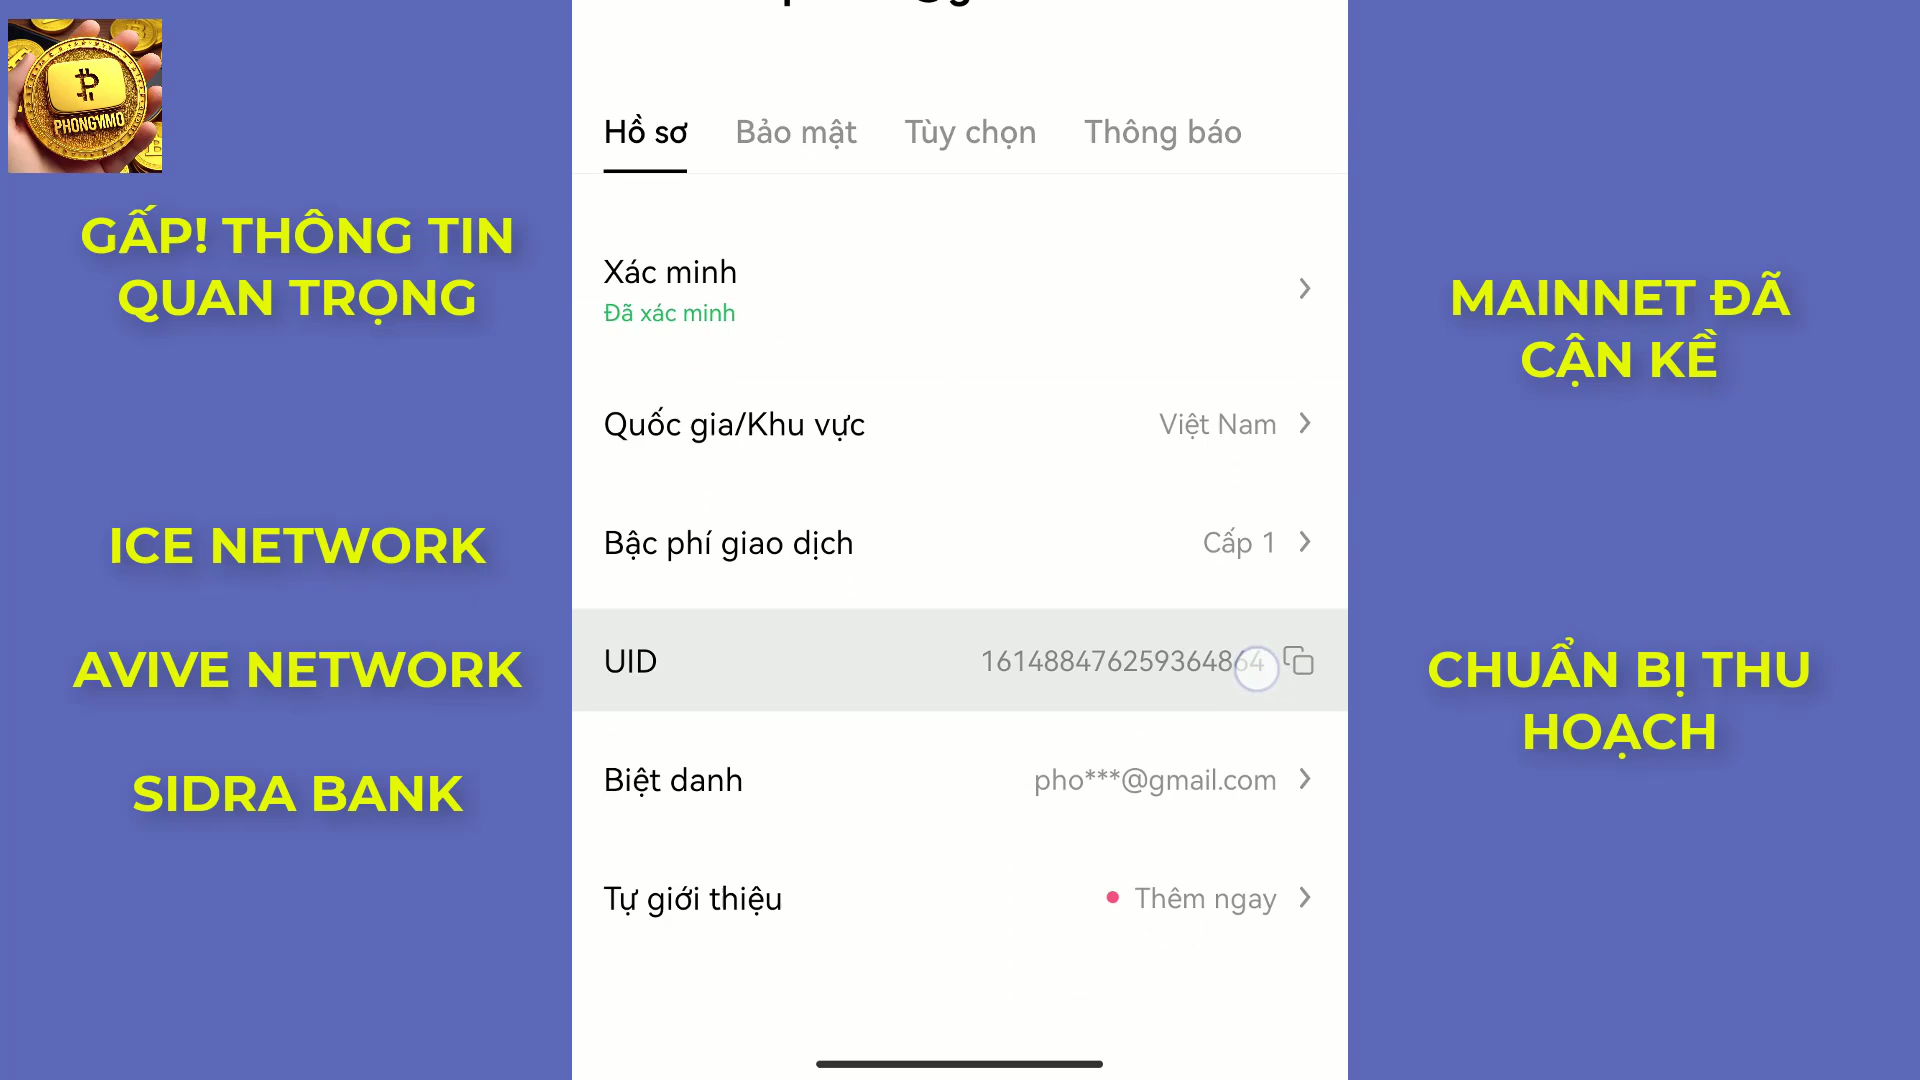 PHONGMMO
GẤP! THÔNG TIN
QUAN TRỌNG
ICE NETWORK
AVIVE NETWORK
SIDRA BANK
Hồ sơ Bảo mật Tùy chọn Thông báo
Xác minh
Đã xác minh
Quốc gia/Khu vực Việt Nam
Bậc phí giao dịch Cấp 1
UID 161488476259364864
Biệt danh pho***@gmail.com
Tự giới thiệu Thêm ngay
MAINNET ĐÃ
CẬN KỀ
CHUẨN BỊ THU
HOẠCH